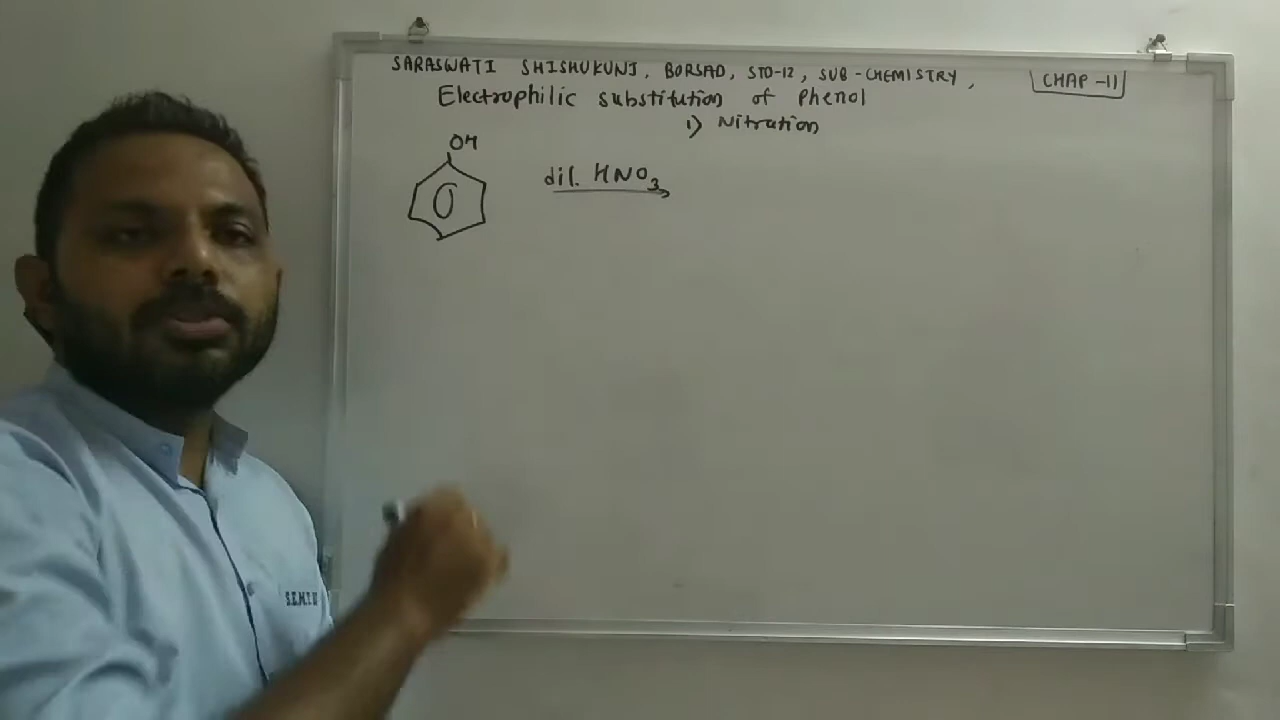 SARASWATI SHISHUKUNJ, BORSAD, STD-12, SUB-CHEMISTRY, CHAP-11
Electrophilic substitution of Phenol
1) Nitration
OH
dil. HNO3